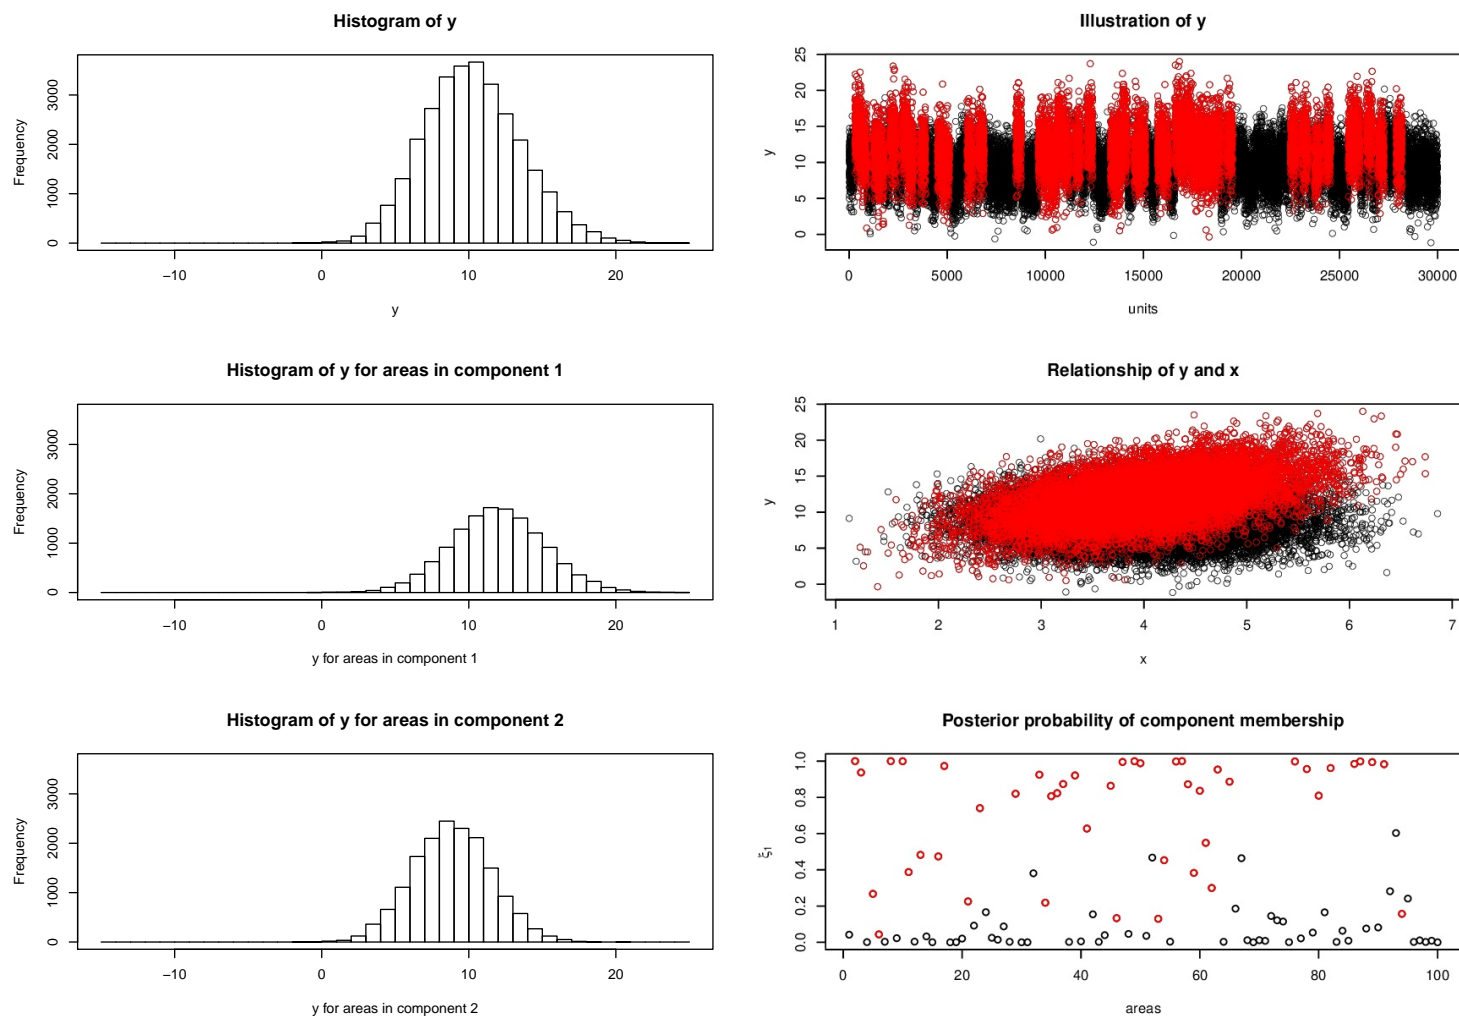 Histogram of y
3000
2000
1000
0
Frequency
−10 0 10 20
y
Illustration of y
25
20
15
10
5
0
y
0 5000 10000 15000 20000 25000 30000
units
Histogram of y for areas in component 1
3000
2000
1000
0
Frequency
−10 0 10 20
y for areas in component 1
Relationship of y and x
25
20
15
10
5
0
y
1 2 3 4 5 6 7
x
Histogram of y for areas in component 2
3000
2000
1000
0
Frequency
−10 0 10 20
y for areas in component 2
Posterior probability of component membership
1.0
0.8
0.6
0.4
0.2
0.0
ξ1
0 20 40 60 80 100
areas